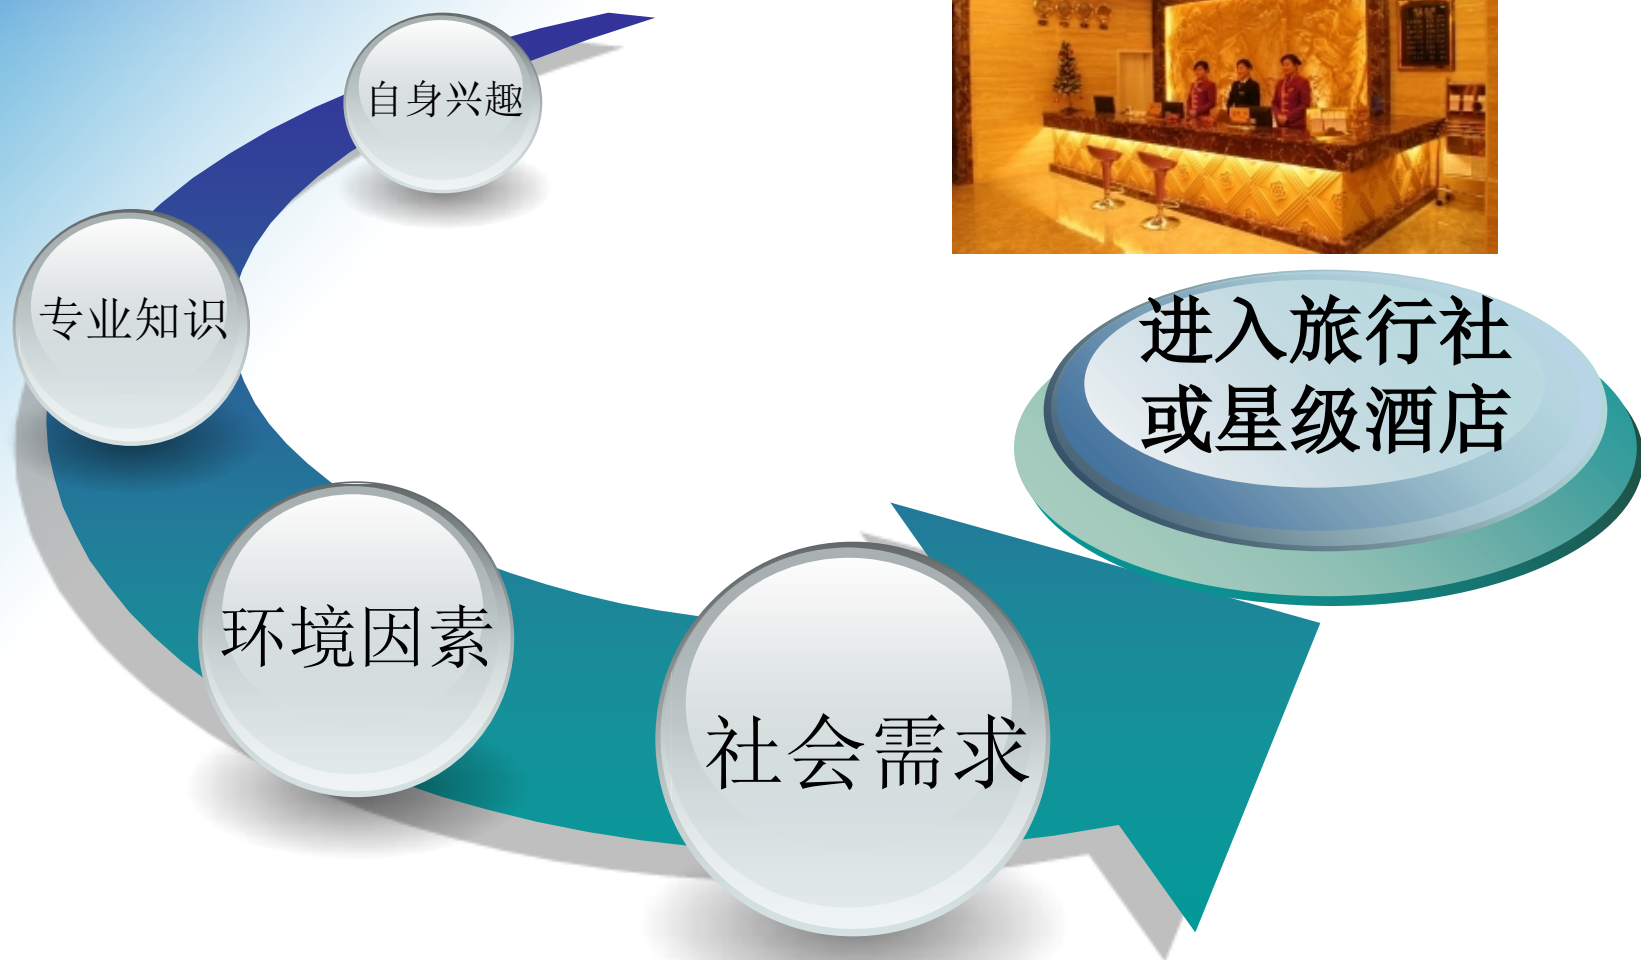 自身兴趣
专业知识
环境因素
社会需求
进入旅行社
或星级酒店